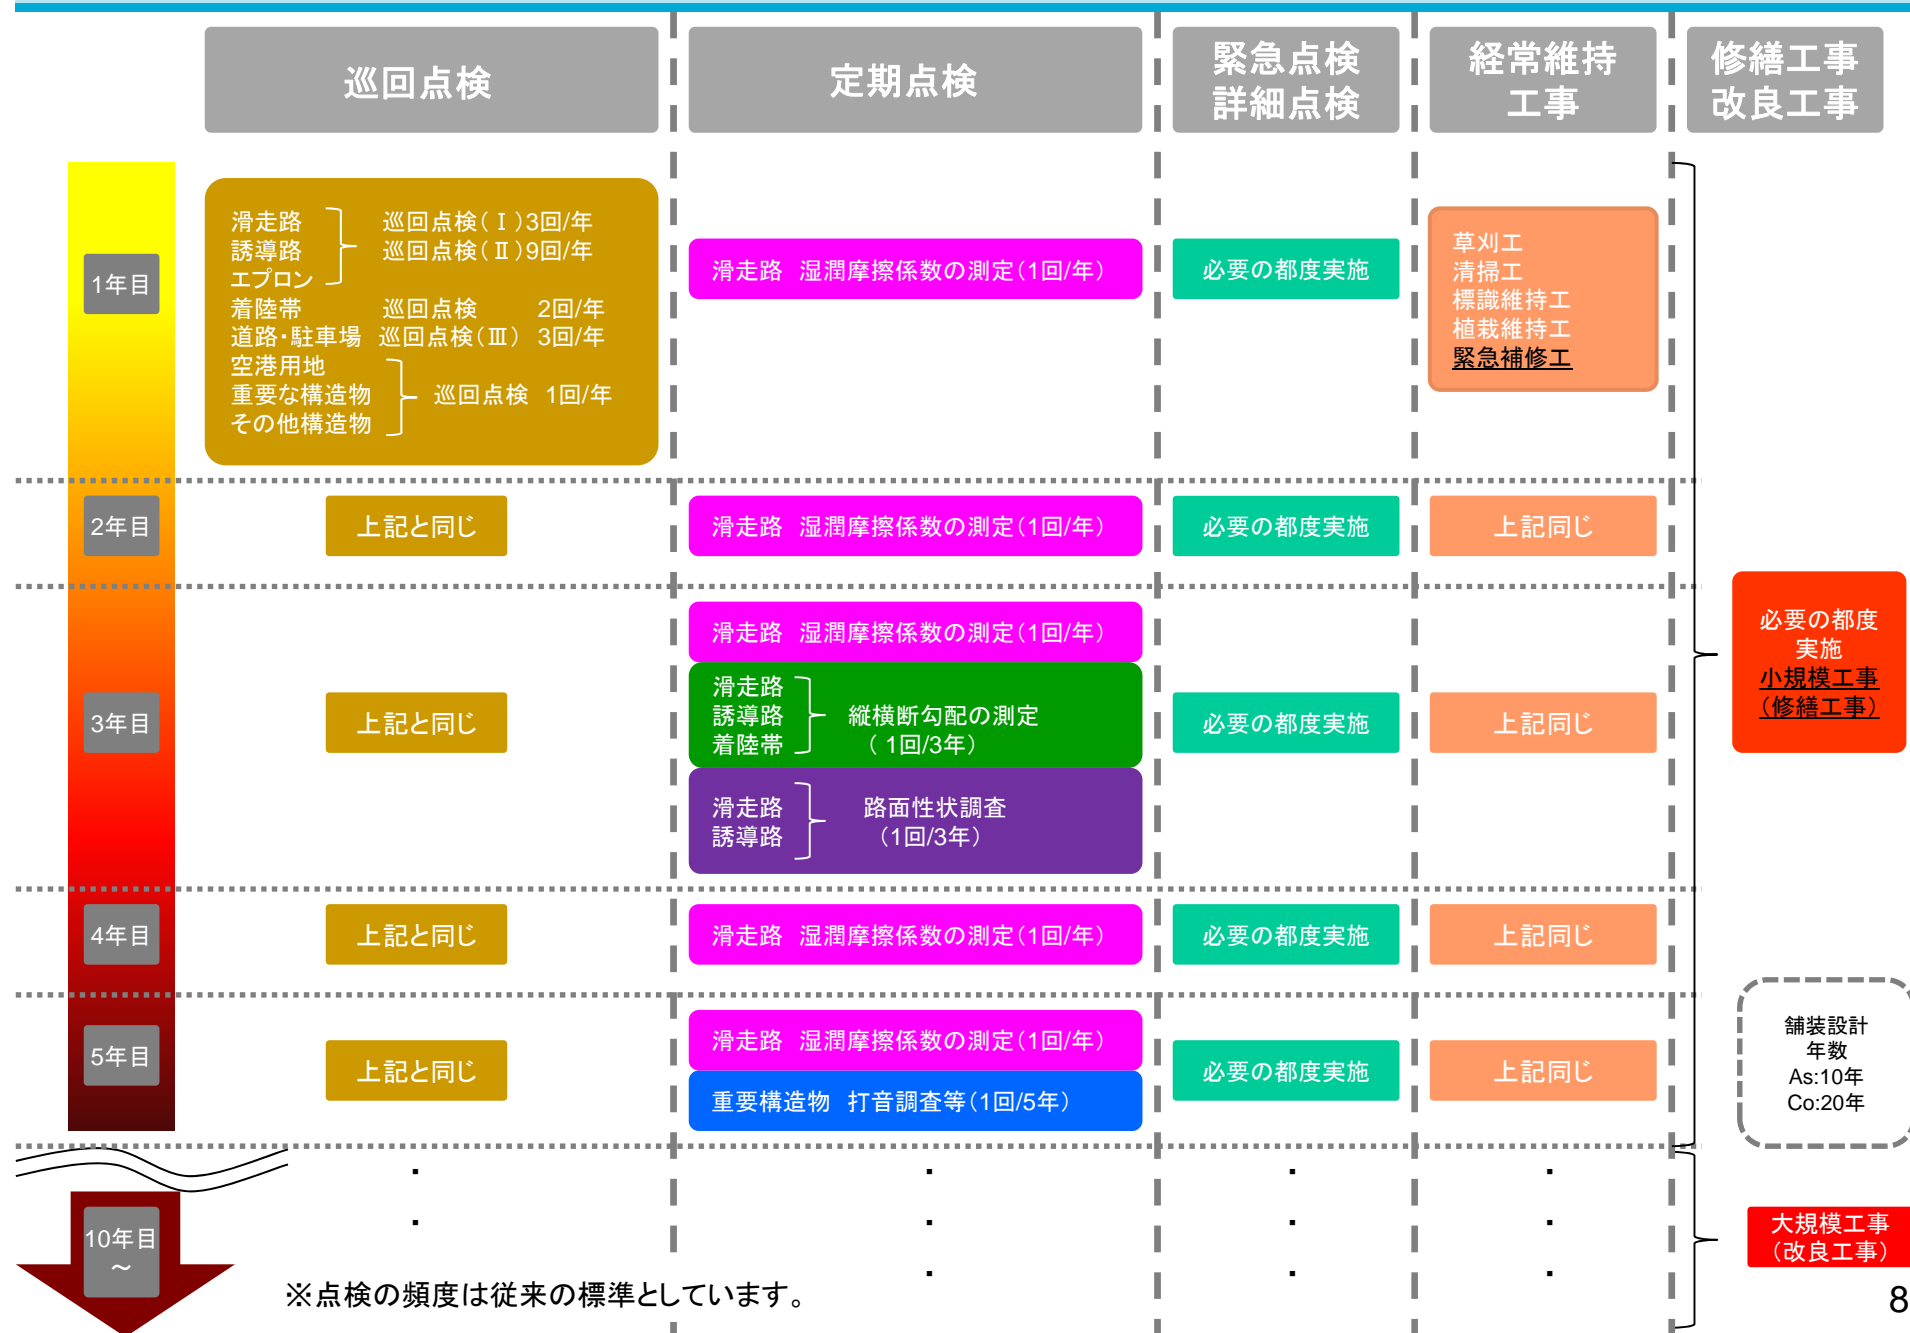 巡回点検
定期点検
緊急点検
詳細点検
経常維持
工事
修繕工事
改良工事
1年目
滑走路
誘導路
エプロン
巡回点検(Ⅰ)3回/年
巡回点検(Ⅱ)9回/年
着陸帯 巡回点検 2回/年
道路・駐車場 巡回点検(Ⅲ) 3回/年
空港用地
重要な構造物
その他構造物
巡回点検 1回/年
滑走路 湿潤摩擦係数の測定(1回/年)
必要の都度実施
草刈工
清掃工
標識維持工
植栽維持工
緊急補修工
2年目
上記と同じ
滑走路 湿潤摩擦係数の測定(1回/年)
必要の都度実施
上記同じ
3年目
上記と同じ
滑走路 湿潤摩擦係数の測定(1回/年)
滑走路
誘導路
着陸帯
縦横断勾配の測定
(1回/3年)
滑走路
誘導路
路面性状調査
(1回/3年)
必要の都度実施
上記同じ
必要の都度
実施
小規模工事
(修繕工事)
4年目
上記と同じ
滑走路 湿潤摩擦係数の測定(1回/年)
必要の都度実施
上記同じ
5年目
上記と同じ
滑走路 湿潤摩擦係数の測定(1回/年)
重要構造物 打音調査等(1回/5年)
必要の都度実施
上記同じ
舗装設計
年数
As:10年
Co:20年
10年目
～
大規模工事
(改良工事)
※点検の頻度は従来の標準としています。
8